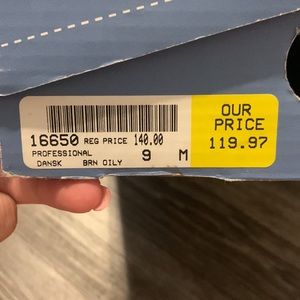 16650 REG PRICE 140.00
PROFESSIONAL 9 M
DANSK BRN OILY
OUR
PRICE
119.97